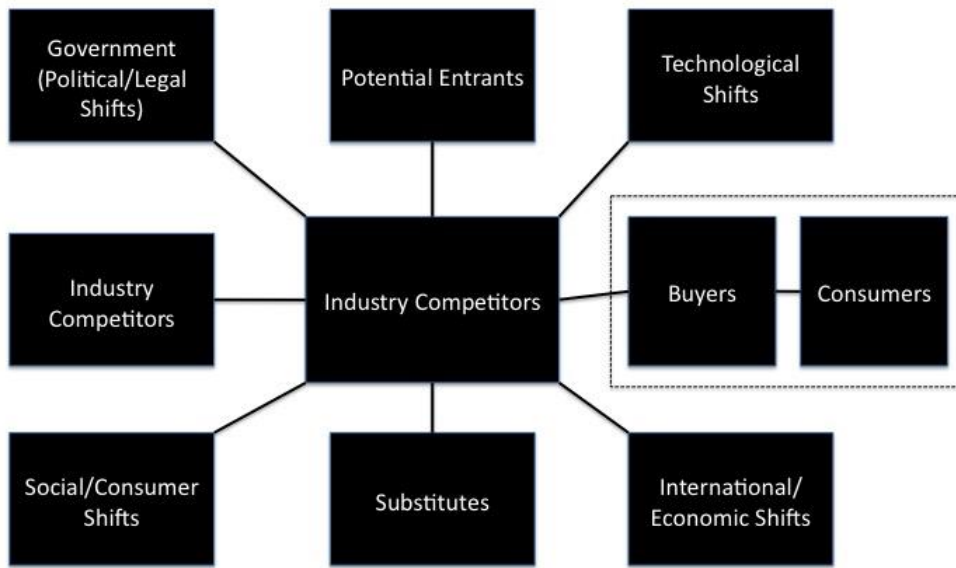 Government
(Political/Legal
Shifts)
Potential Entrants
Technological
Shifts
Industry
Competitors
Industry Competitors
Buyers
Consumers
Social/Consumer
Shifts
Substitutes
International/
Economic Shifts